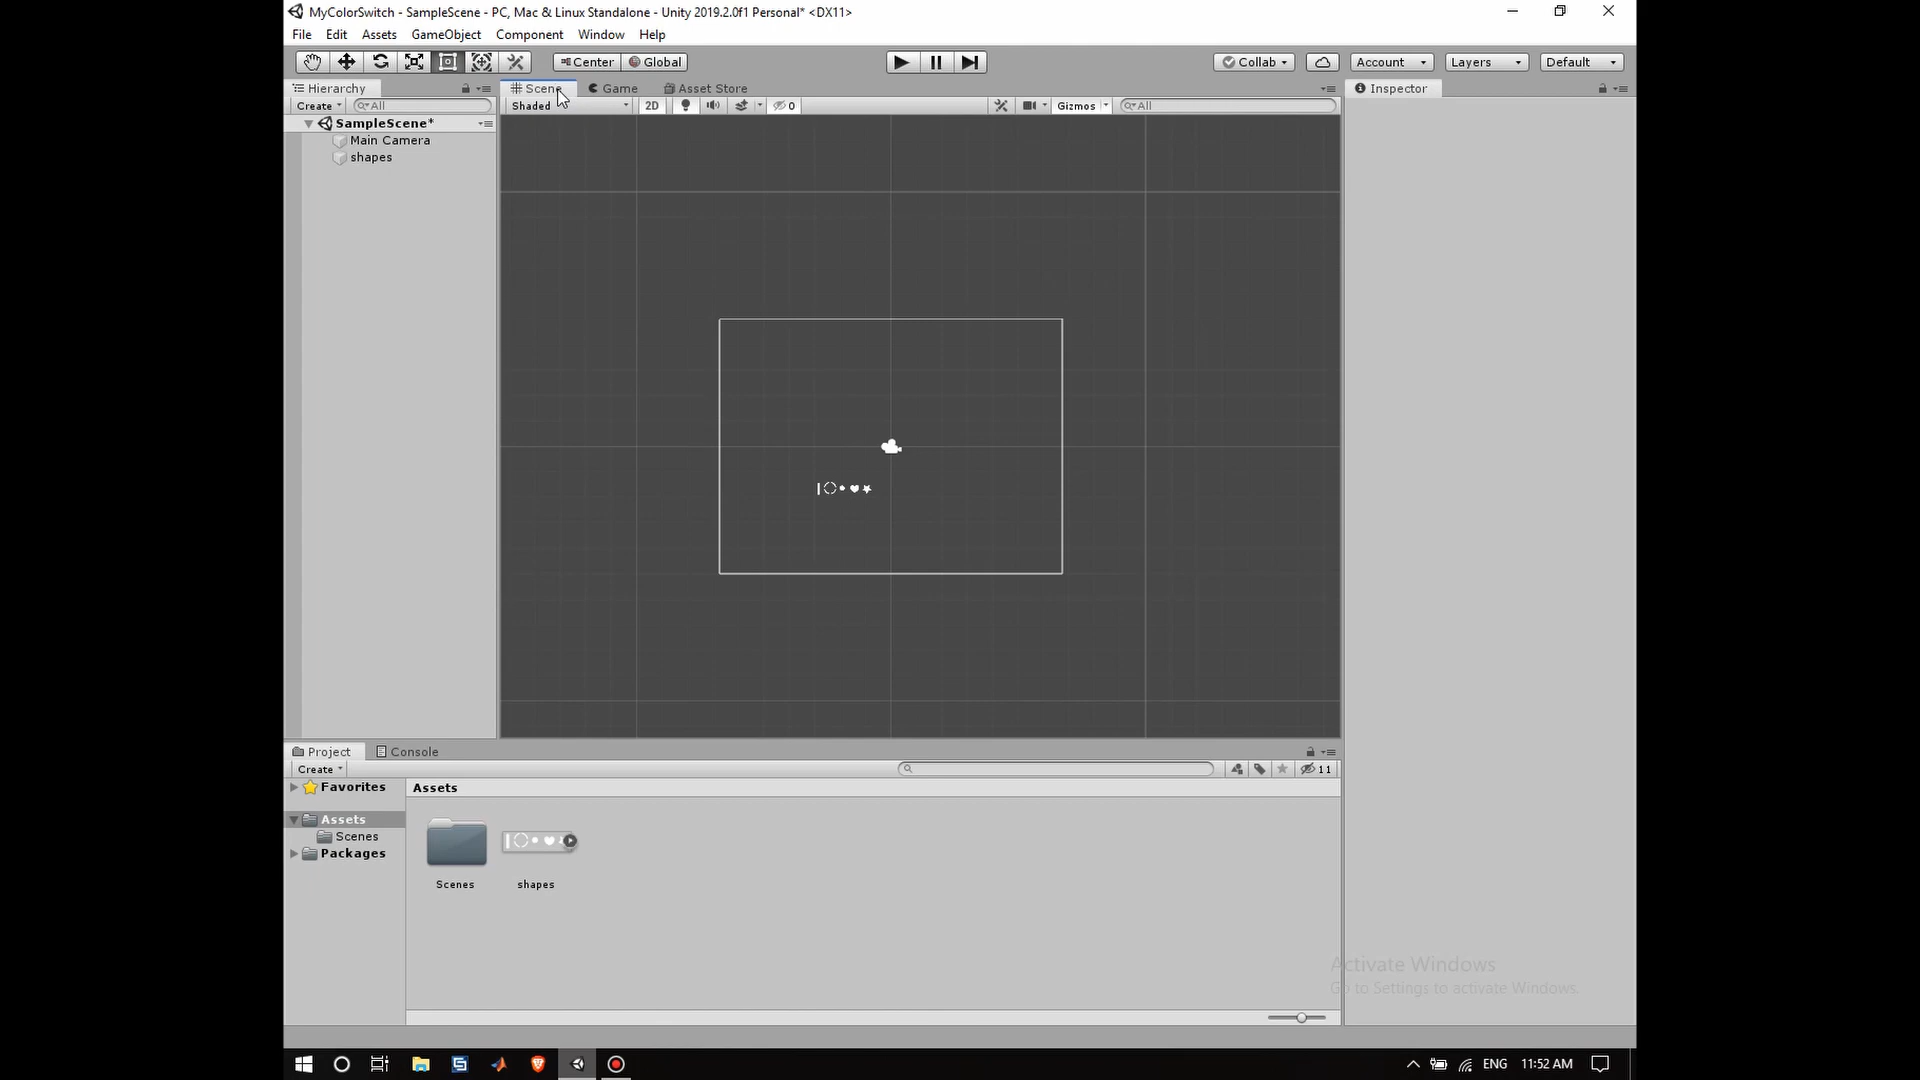 MyColorSwitch - SampleScene - PC, Mac & Linux Standalone - Unity 2019.2.0f1 Personal* <DX11>
File Edit Assets GameObject Component Window Help
Center Global Collab Account Layers Default
Hierarchy Scene Game Asset Store Inspector
Create All Shaded 2D 0 Gizmos All
SampleScene*
Main Camera
shapes
Project Console
Create 11
Favorites Assets
Assets
Scenes
Packages
Scenes shapes
Activate Windows
Go to Settings to activate Windows.
ENG 11:52 AM